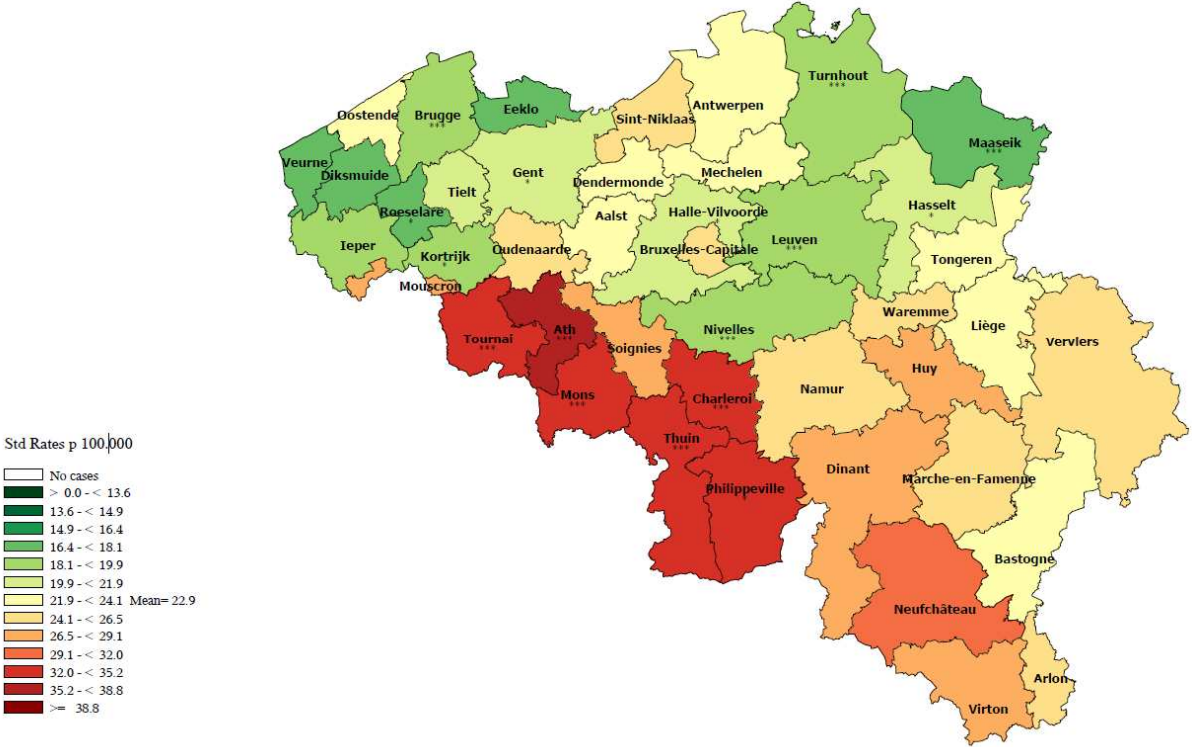 Turnhout
***
Antwerpen
Oostende
Brugge
***
Eeklo
Sint-Niklaas
Maaseik
***
Veurne
Diksmuide
Tielt
Gent
*
Dendermonde
Mechelen
Roeselare
*
Aalst
Halle-Vilvoorde
*
Hasselt
*
Ieper
Kortrijk
*
Oudenaarde
Bruxelles-Capitale
Leuven
***
Tongeren
Mouscron
Waremme
Tournai
***
Ath
***
Soignies
Nivelles
***
Liège
Verviers
Mons
***
Charleroi
***
Namur
Huy
Thuin
***
Dinant
Marche-en-Famenne
Philippeville
*
Bastogne
Neufchâteau
Arlon
Virton
Std Rates p 100.000
No cases
> 0.0 - < 13.6
13.6 - < 14.9
14.9 - < 16.4
16.4 - < 18.1
18.1 - < 19.9
19.9 - < 21.9
21.9 - < 24.1 Mean= 22.9
24.1 - < 26.5
26.5 - < 29.1
29.1 - < 32.0
32.0 - < 35.2
35.2 - < 38.8
>= 38.8